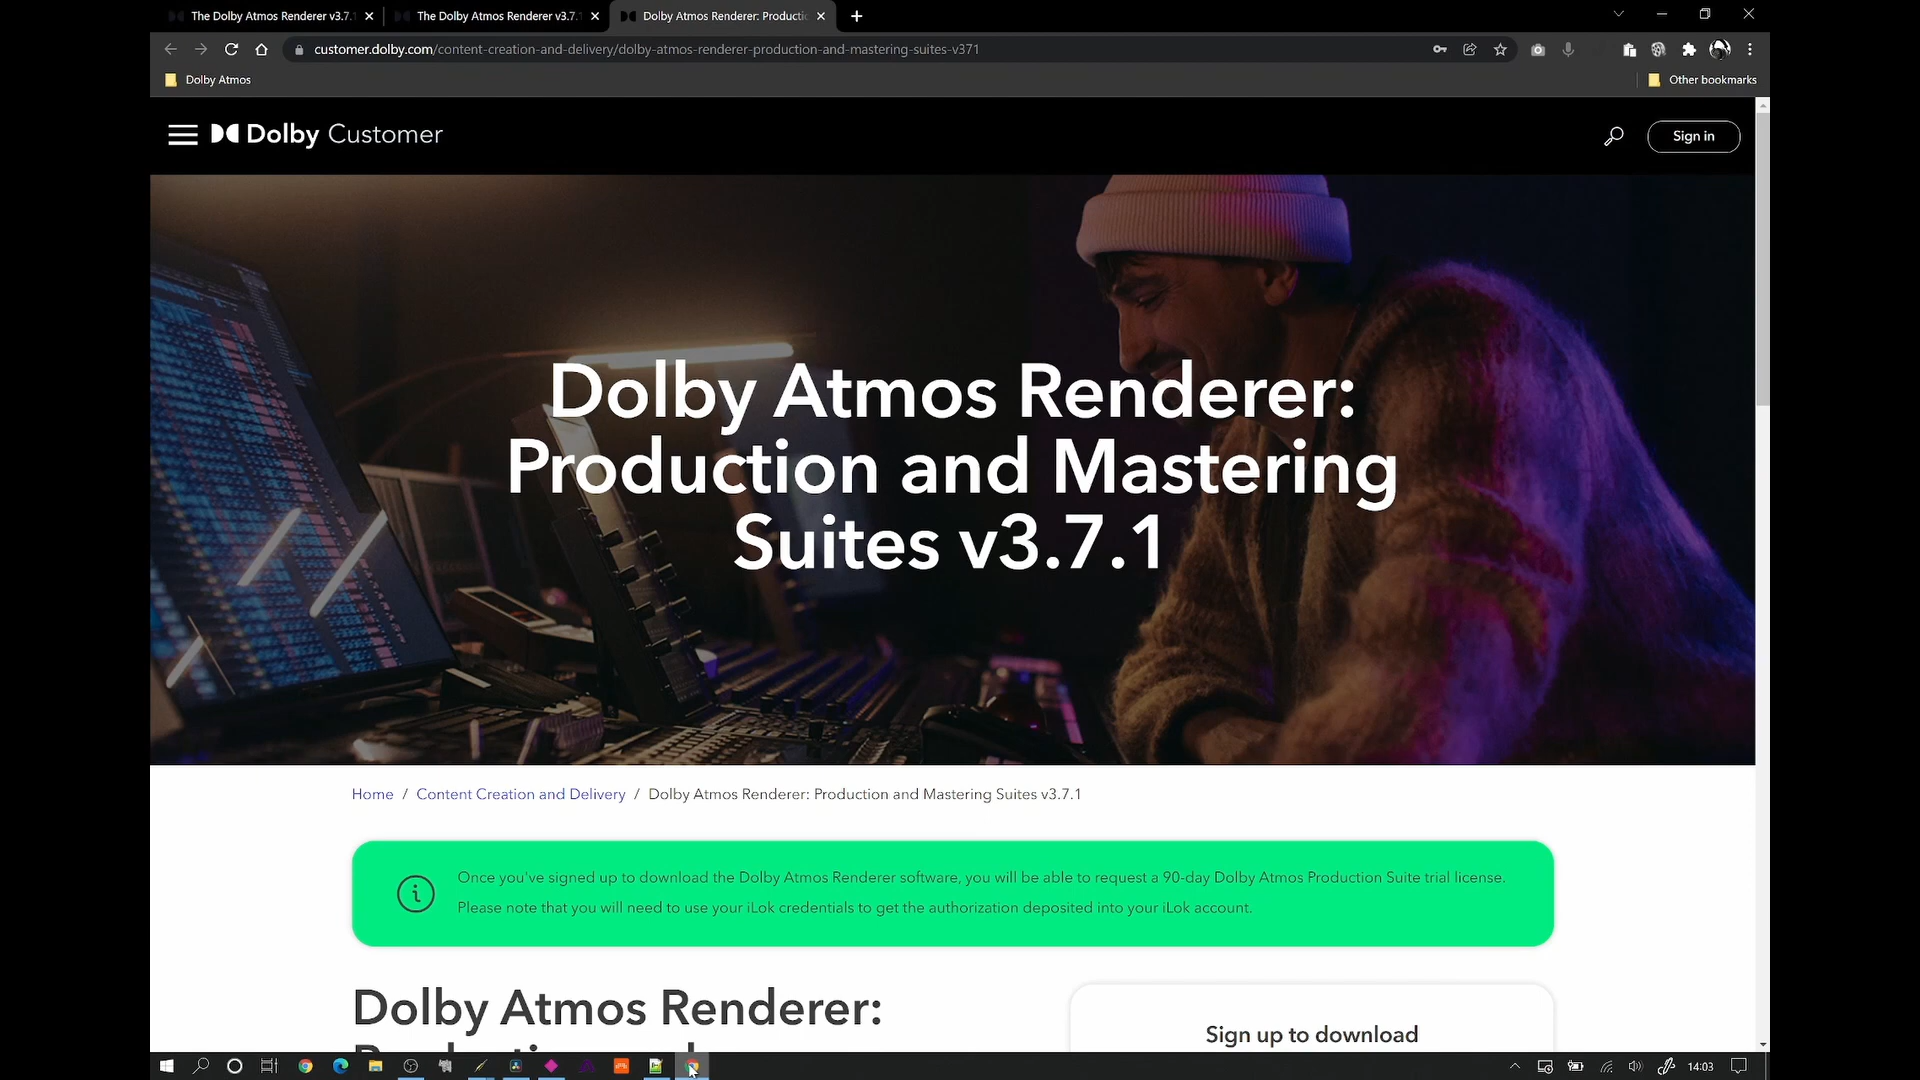 The Dolby Atmos Renderer v3.7.1
The Dolby Atmos Renderer v3.7.
Dolby Atmos Renderer: Producti
customer.dolby.com/content-creation-and-delivery/dolby-atmos-renderer-production-and-mastering-suites-v371
Dolby Atmos
Other bookmarks
Dolby Customer
Sign in
Dolby Atmos Renderer:
Production and Mastering
Suites v3.7.1
Home / Content Creation and Delivery / Dolby Atmos Renderer: Production and Mastering Suites v3.7.1
Once you've signed up to download the Dolby Atmos Renderer software, you will be able to request a 90-day Dolby Atmos Production Suite trial license.
Please note that you will need to use your iLok credentials to get the authorization deposited into your iLok account.
Dolby Atmos Renderer:
Sign up to download
14:03